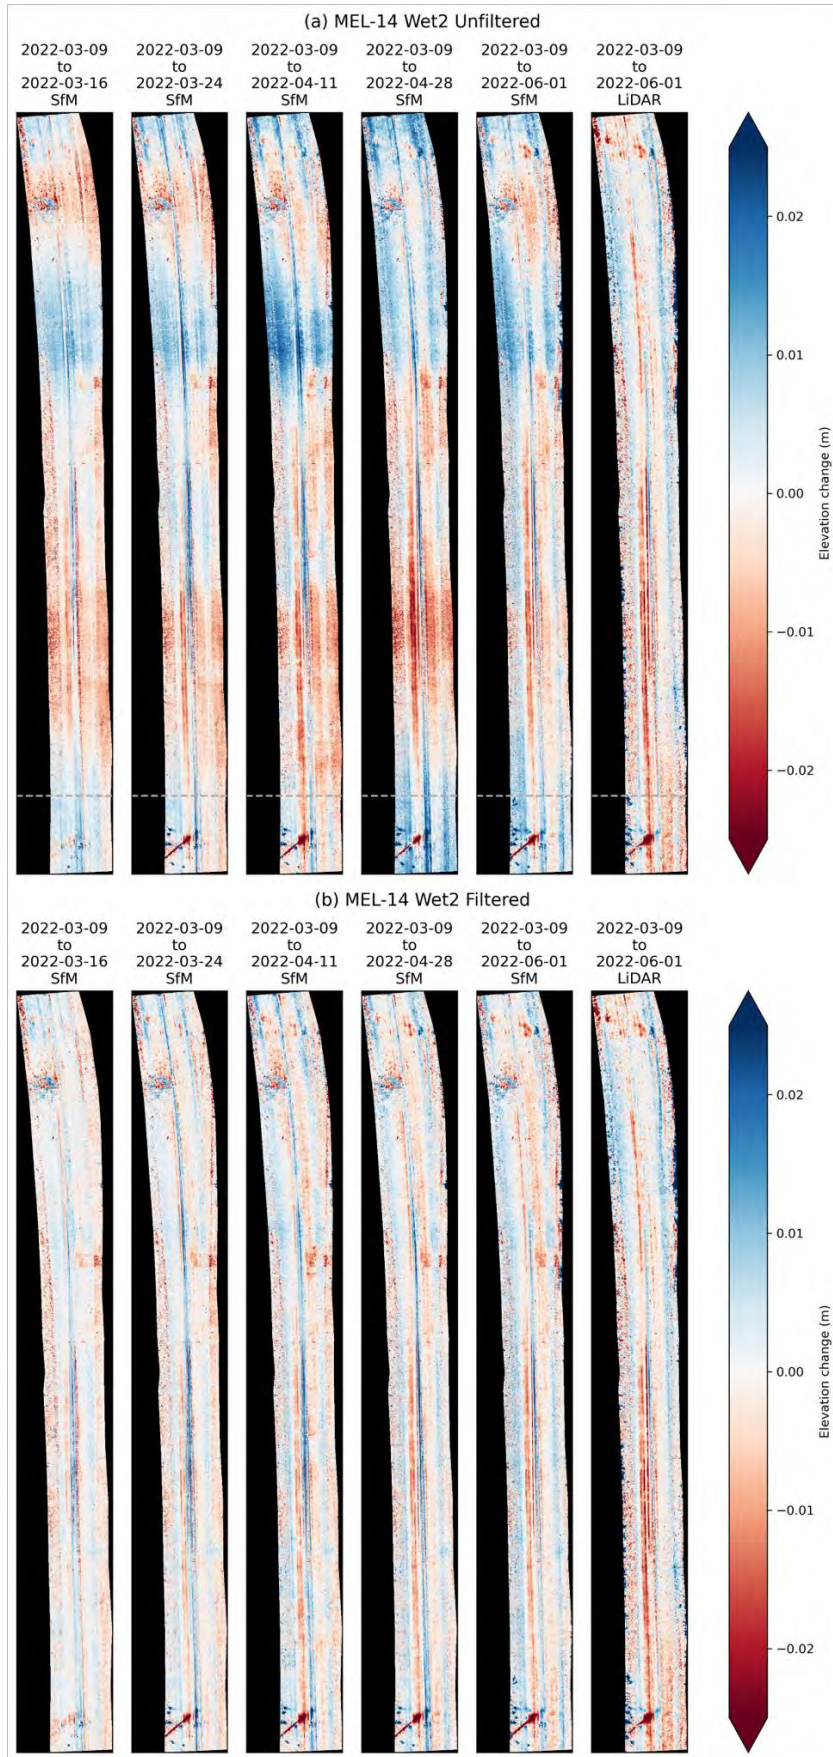 (a) MEL-14 Wet2 Unfiltered
2022-03-09 2022-03-09 2022-03-09 2022-03-09 2022-03-09 2022-03-09
to to to to to to
2022-03-16 2022-03-24 2022-04-11 2022-04-28 2022-06-01 2022-06-01
SfM SfM SfM SfM SfM LiDAR
0.02
0.01
0.00
−0.01
−0.02
Elevation change (m)
(b) MEL-14 Wet2 Filtered
2022-03-09 2022-03-09 2022-03-09 2022-03-09 2022-03-09 2022-03-09
to to to to to to
2022-03-16 2022-03-24 2022-04-11 2022-04-28 2022-06-01 2022-06-01
SfM SfM SfM SfM SfM LiDAR
0.02
0.01
0.00
−0.01
−0.02
Elevation change (m)